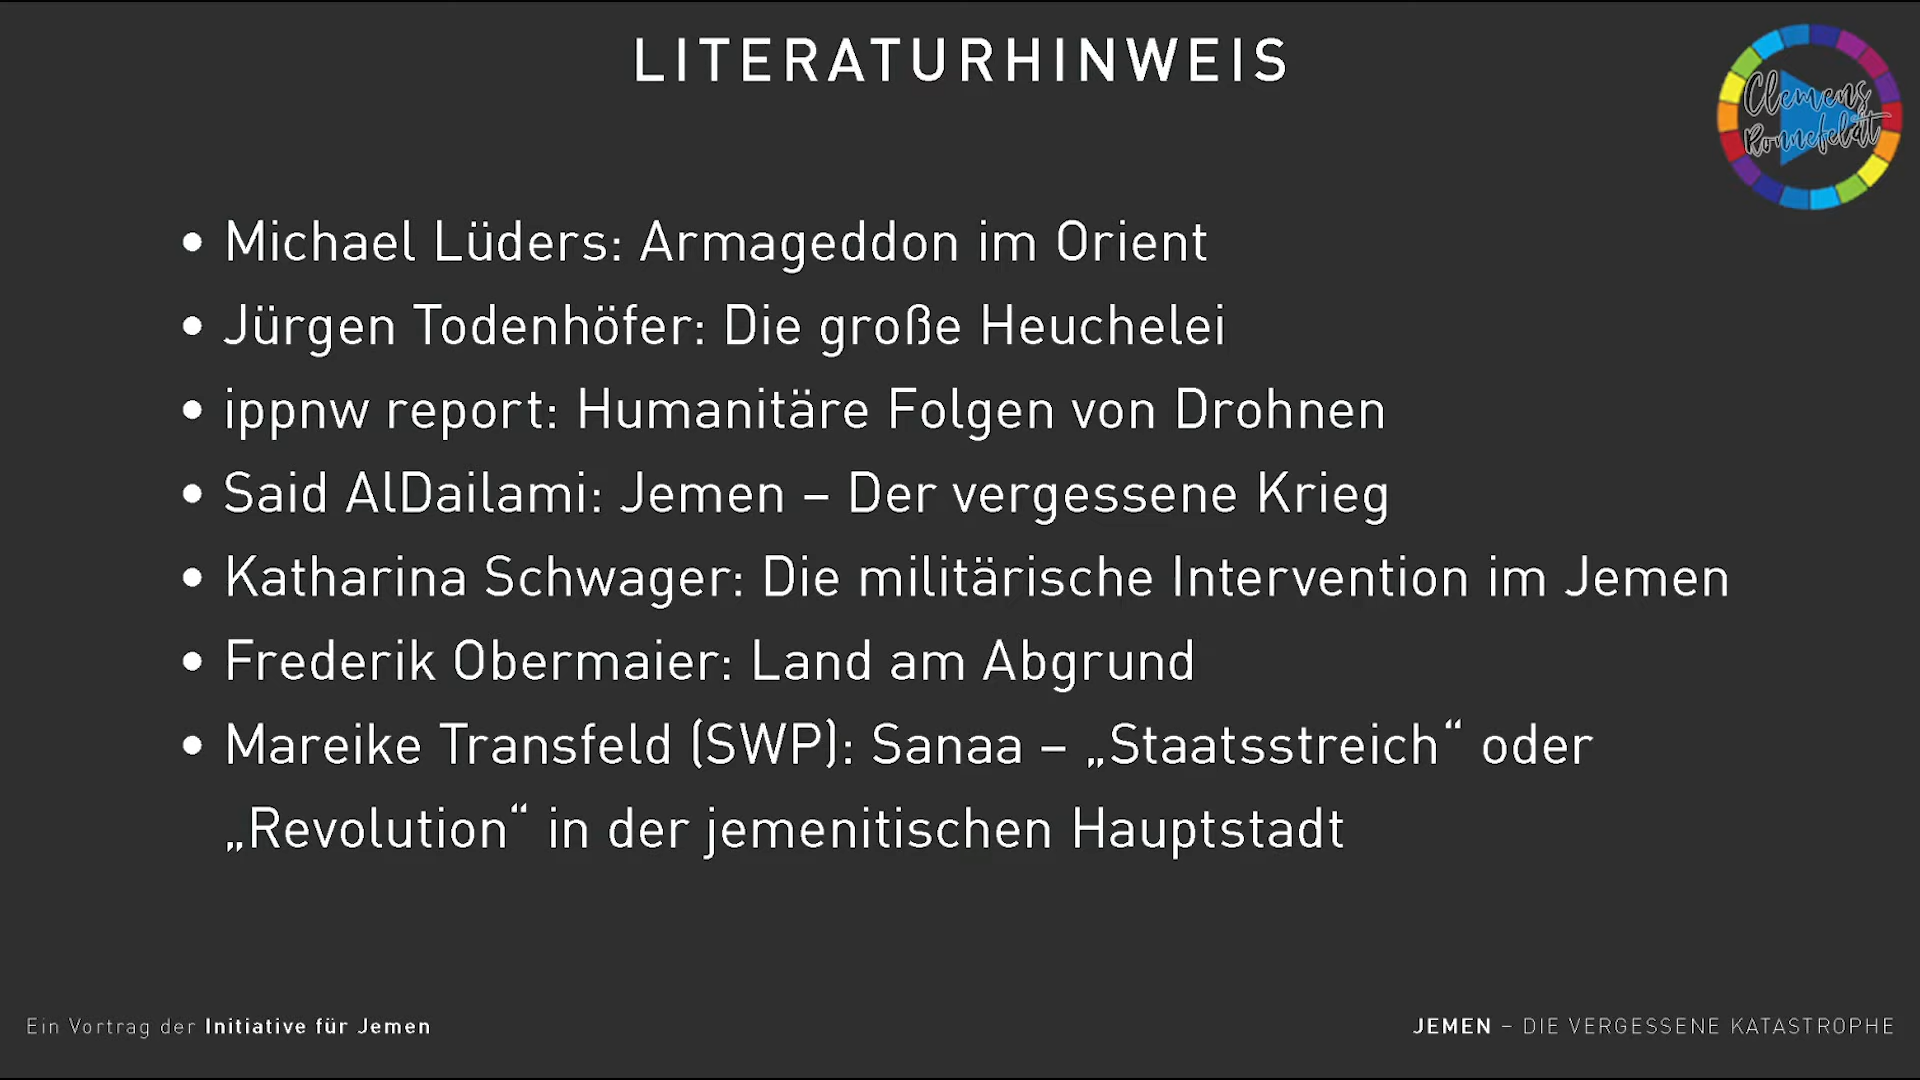 LITERATURHINWEIS
Clemens
Ronnefeldt
• Michael Lüders: Armageddon im Orient
• Jürgen Todenhöfer: Die große Heuchelei
• ippnw report: Humanitäre Folgen von Drohnen
• Said AlDailami: Jemen – Der vergessene Krieg
• Katharina Schwager: Die militärische Intervention im Jemen
• Frederik Obermaier: Land am Abgrund
• Mareike Transfeld (SWP): Sanaa – „Staatsstreich“ oder
„Revolution“ in der jemenitischen Hauptstadt
Ein Vortrag der Initiative für Jemen
JEMEN – DIE VERGESSENE KATASTROPHE